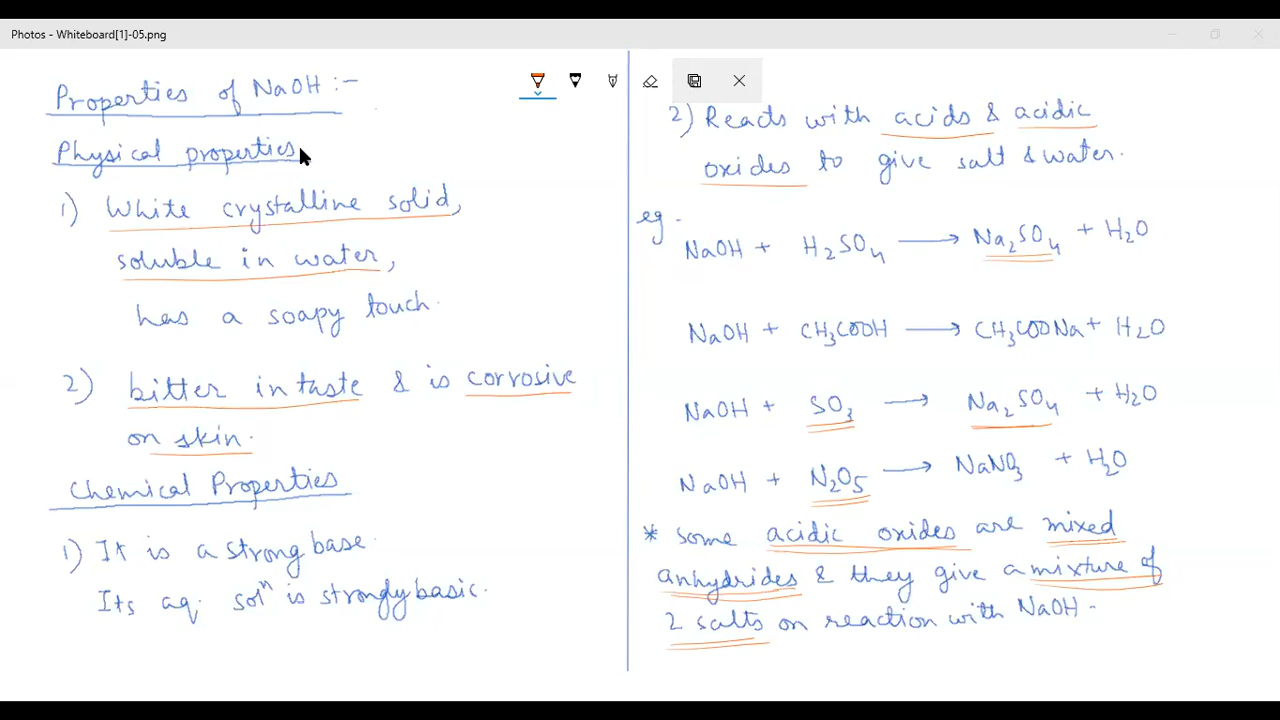 Photos - Whiteboard[1]-05.png
Properties of NaOH :-
Physical properties
1) White crystalline solid,
soluble in water,
has a soapy touch.
2) bitter in taste & is corrosive
on skin.
Chemical Properties
1) It is a strong base.
Its aq. solⁿ is strongly basic.
2) Reacts with acids & acidic
oxides to give salt & water.
eg.
NaOH + H₂SO₄ ⟶ Na₂SO₄ + H₂O
NaOH + CH₃COOH ⟶ CH₃COONa + H₂O
NaOH + SO₃ ⟶ Na₂SO₄ + H₂O
NaOH + N₂O₅ ⟶ NaNO₃ + H₂O
* Some acidic oxides are mixed
anhydrides & they give a mixture of
2 salts on reaction with NaOH.